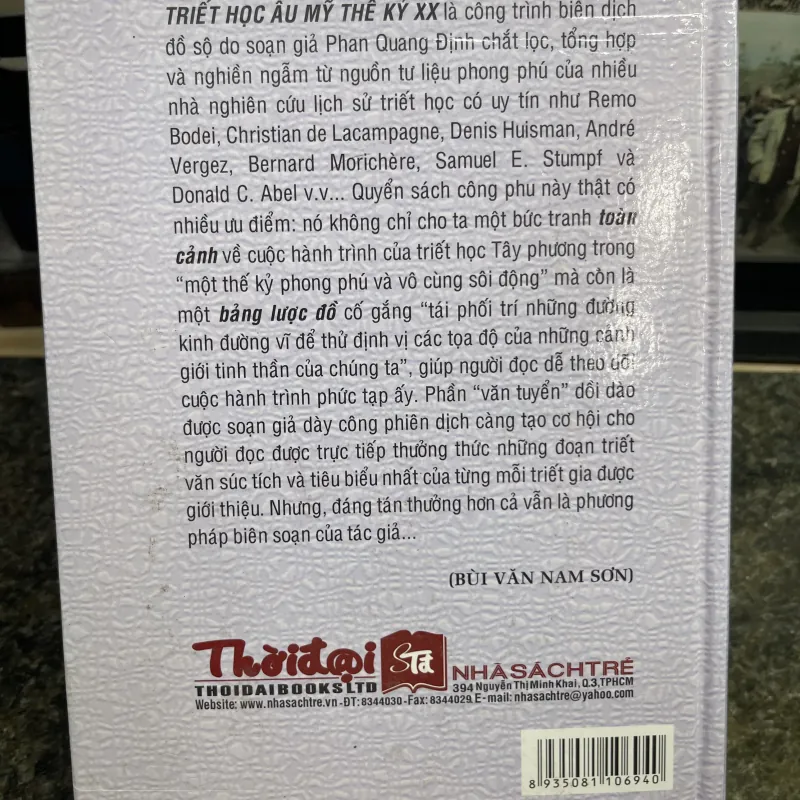 TRIẾT HỌC ÂU MỸ THẾ KỶ XX là công trình biên dịch
đồ sộ do soạn giả Phan Quang Định chắt lọc, tổng hợp
và nghiền ngẫm từ nguồn tư liệu phong phú của nhiều
nhà nghiên cứu lịch sử triết học có uy tín như Remo
Bodei, Christian de Lacampagne, Denis Huisman, André
Vergez, Bernard Morichère, Samuel E. Stumpf và
Donald C. Abel v.v... Quyển sách công phu này thật có
nhiều ưu điểm: nó không chỉ cho ta một bức tranh toàn
cảnh về cuộc hành trình của triết học Tây phương trong
“một thế kỷ phong phú và vô cùng sôi động” mà còn là
một bảng lược đồ cố gắng “tái phối trí những đường
kinh đường vĩ để thử định vị các tọa độ của những cảnh
giới tinh thần của chúng ta”, giúp người đọc dễ theo dõi
cuộc hành trình phức tạp ấy. Phần “văn tuyển” dồi dào
được soạn giả dày công phiên dịch càng tạo cơ hội cho
người đọc được trực tiếp thưởng thức những đoạn triết
văn súc tích và tiêu biểu nhất của từng mỗi triết gia được
giới thiệu. Nhưng, đáng tán thưởng hơn cả vẫn là phương
pháp biên soạn của tác giả...
(BÙI VĂN NAM SƠN)
Thời đại STĐ NHÀ SÁCH TRẺ
THOIDAIBOOKS LTD 394 Nguyễn Thị Minh Khai, Q.3, TPHCM
Website: www.nhasachtre.vn - ĐT: 8344030 - Fax: 8344029. E-mail: nhasachtre@yahoo.com
8 935081 106940